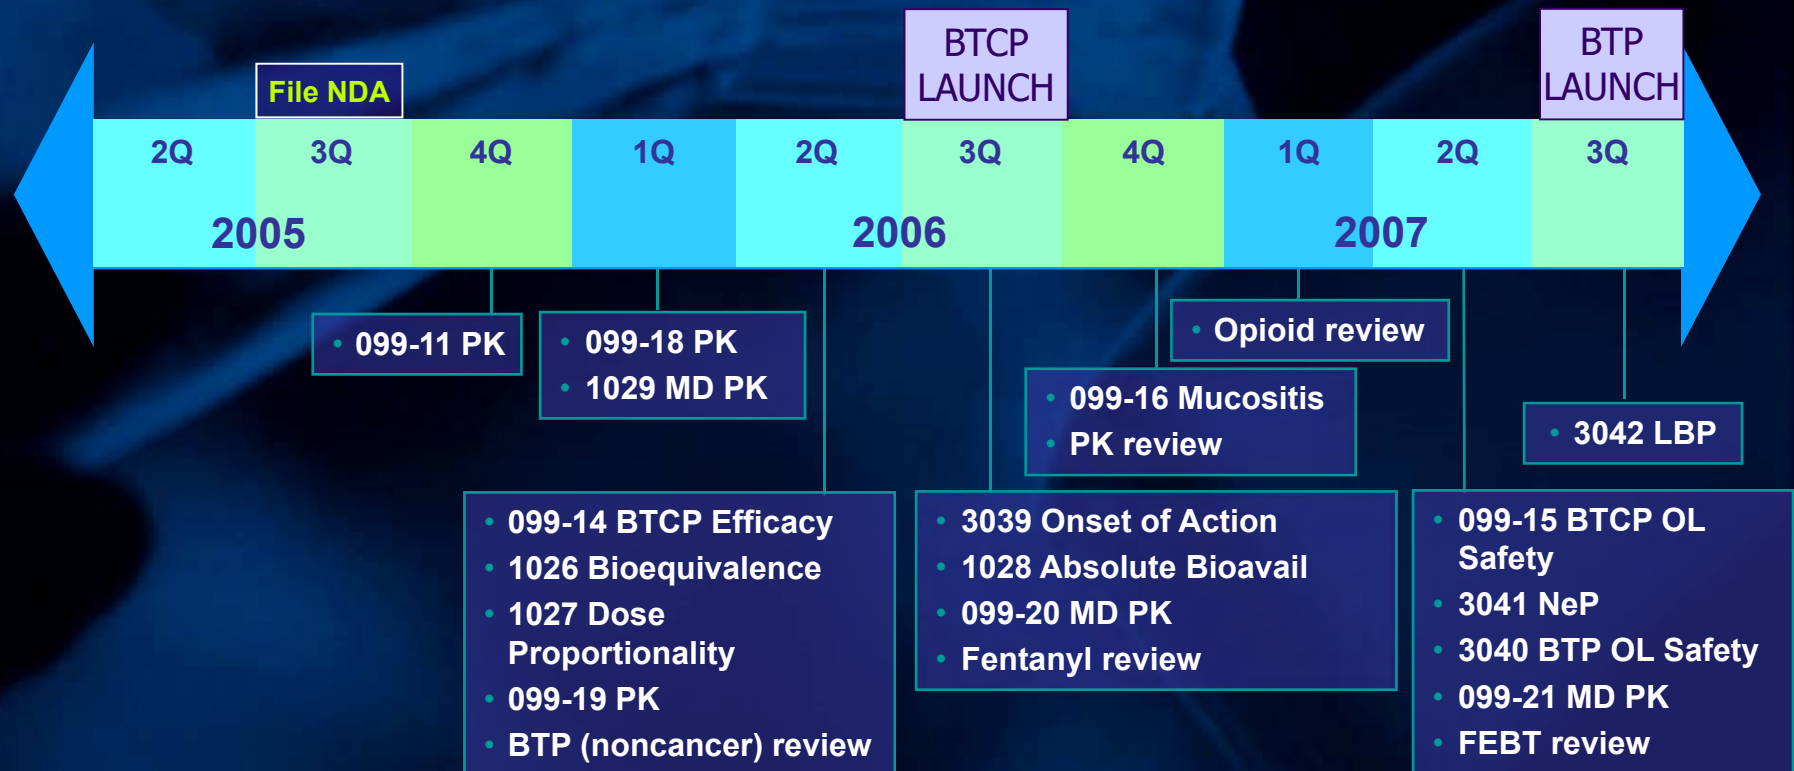 BTCP
LAUNCH
BTP
LAUNCH
File NDA
2Q
3Q
4Q
1Q
2Q
3Q
4Q
1Q
2Q
3Q
2005
2006
2007
• 099-11 PK
• 099-18 PK
• 1029 MD PK
• Opioid review
• 099-16 Mucositis
• PK review
• 3042 LBP
• 099-14 BTCP Efficacy
• 1026 Bioequivalence
• 1027 Dose
Proportionality
• 099-19 PK
• BTP (noncancer) review
• 3039 Onset of Action
• 1028 Absolute Bioavail
• 099-20 MD PK
• Fentanyl review
• 099-15 BTCP OL
Safety
• 3041 NeP
• 3040 BTP OL Safety
• 099-21 MD PK
• FEBT review